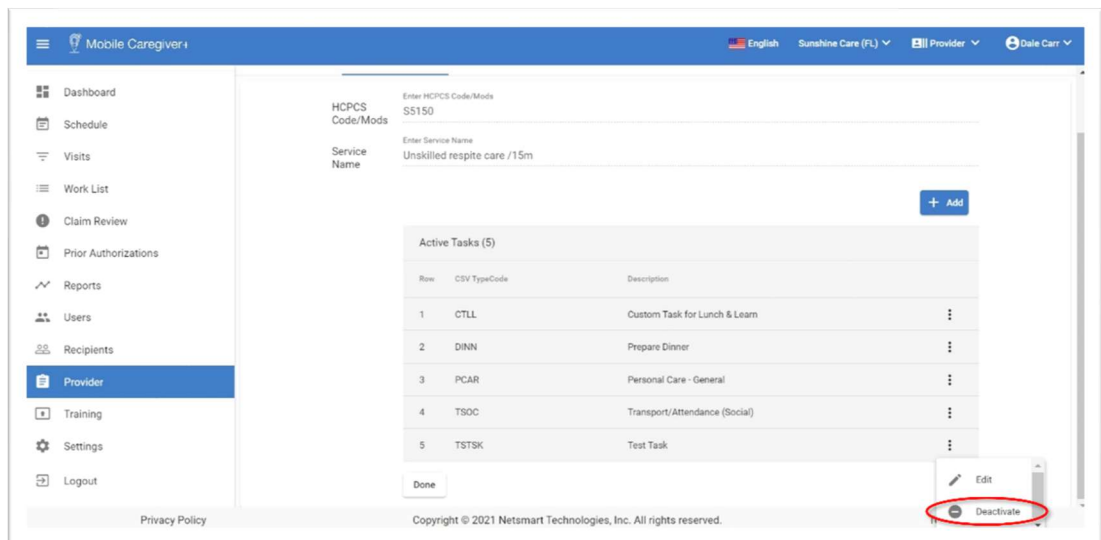 Mobile Caregiver+
English Sunshine Care (FL) Provider Dale Carr
Dashboard
Schedule
Visits
Work List
Claim Review
Prior Authorizations
Reports
Users
Recipients
Provider
Training
Settings
Logout
HCPCS Code/Mods
Enter HCPCS Code/Mods
S5150
Service Name
Enter Service Name
Unskilled respite care /15m
+ Add
Active Tasks (5)
Row CSV TypeCode Description
1 CTLL Custom Task for Lunch & Learn
2 DINN Prepare Dinner
3 PCAR Personal Care - General
4 TSOC Transport/Attendance (Social)
5 TSTSK Test Task
Done
Edit
Deactivate
Privacy Policy Copyright © 2021 Netsmart Technologies, Inc. All rights reserved.